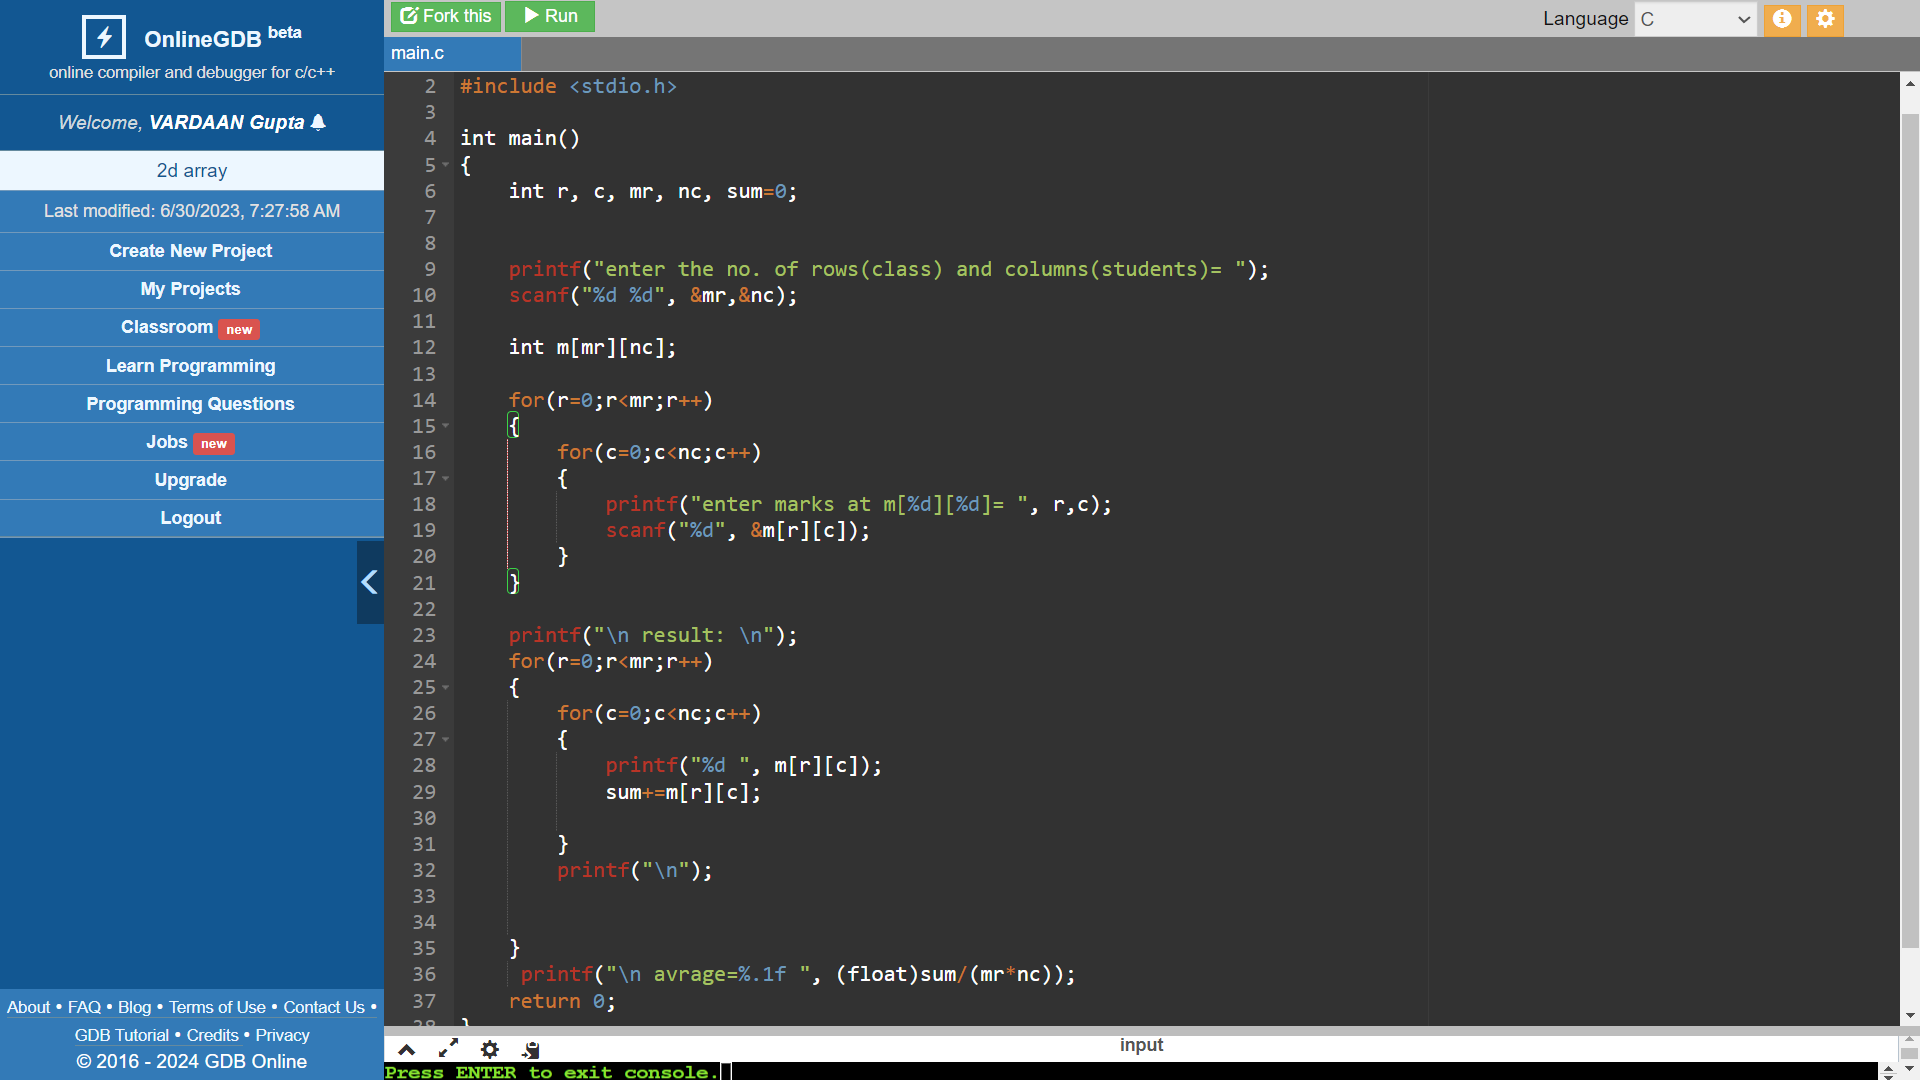 OnlineGDB beta
online compiler and debugger for c/c++
Welcome, VARDAAN Gupta
2d array
Last modified: 6/30/2023, 7:27:58 AM
Create New Project
My Projects
Classroom new
Learn Programming
Programming Questions
Jobs new
Upgrade
Logout
About • FAQ • Blog • Terms of Use • Contact Us •
GDB Tutorial • Credits • Privacy
© 2016 - 2024 GDB Online
Fork this Run
Language C
main.c
2 #include <stdio.h>
3
4 int main()
5 {
6 int r, c, mr, nc, sum=0;
7
8
9 printf("enter the no. of rows(class) and columns(students)= ");
10 scanf("%d %d", &mr,&nc);
11
12 int m[mr][nc];
13
14 for(r=0;r<mr;r++)
15 {
16 for(c=0;c<nc;c++)
17 {
18 printf("enter marks at m[%d][%d]= ", r,c);
19 scanf("%d", &m[r][c]);
20 }
21 }
22
23 printf("\n result: \n");
24 for(r=0;r<mr;r++)
25 {
26 for(c=0;c<nc;c++)
27 {
28 printf("%d ", m[r][c]);
29 sum+=m[r][c];
30
31 }
32 printf("\n");
33
34
35 }
36 printf("\n avrage=%.1f ", (float)sum/(mr*nc));
37 return 0;
38 }
input
Press ENTER to exit console.